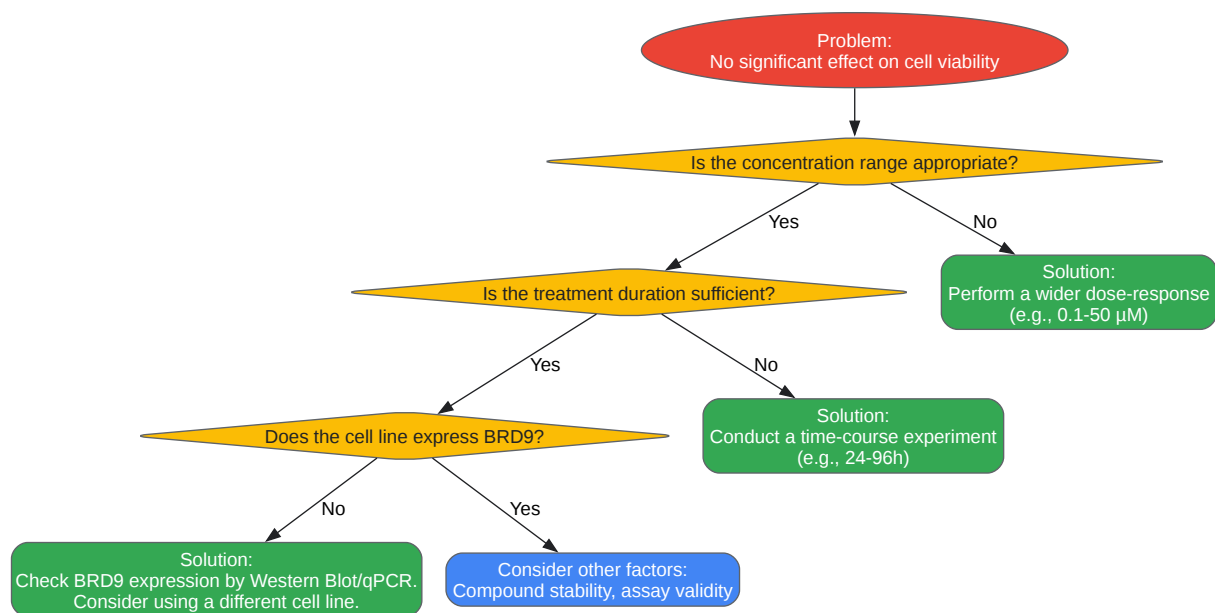 Problem:
No significant effect on cell viability
Is the concentration range appropriate?
Yes
No
Solution:
Perform a wider dose-response
(e.g., 0.1-50 µM)
Is the treatment duration sufficient?
Yes
No
Solution:
Conduct a time-course experiment
(e.g., 24-96h)
Does the cell line express BRD9?
No
Yes
Solution:
Check BRD9 expression by Western Blot/qPCR.
Consider using a different cell line.
Consider other factors:
Compound stability, assay validity